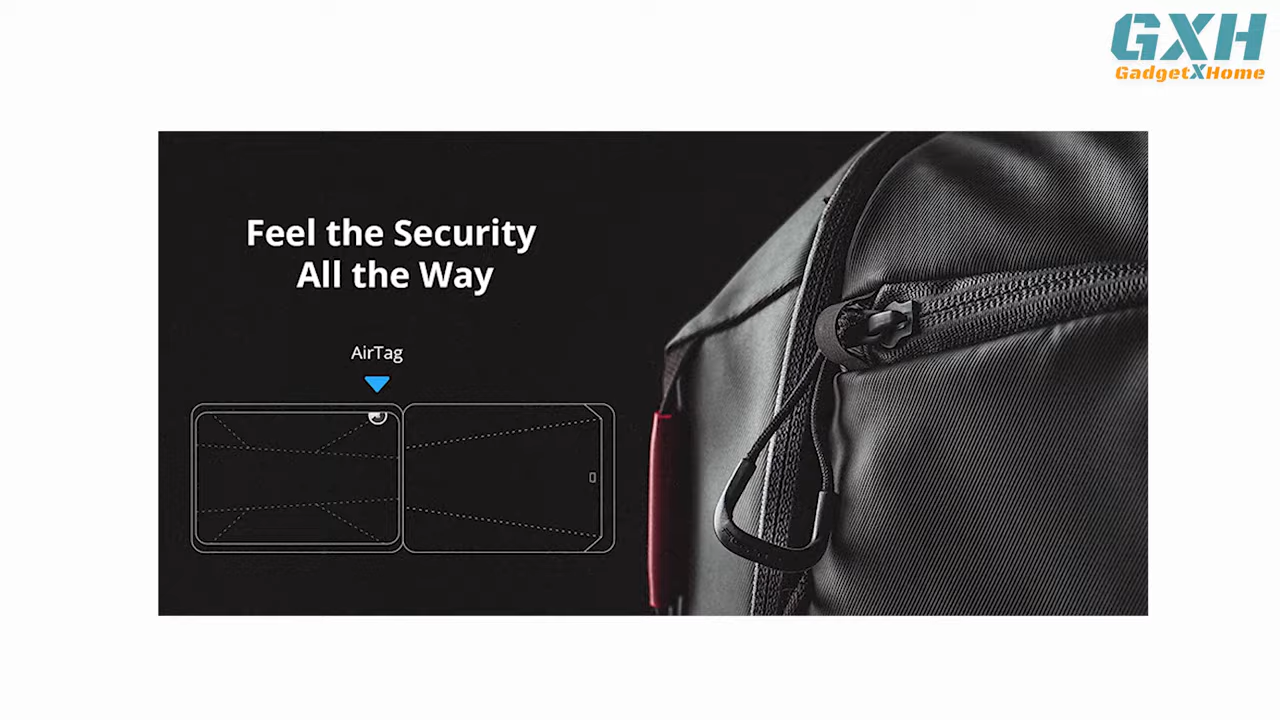 GXH
GadgetXHome
Feel the Security
All the Way
AirTag